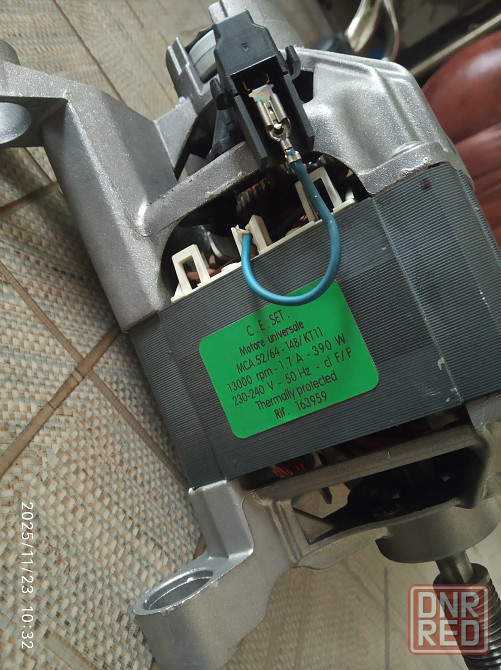 C. E. SET.
Motore universale
MCA 52/64 - 148/KT11
13000 rpm - 1.7 A - 390 W
230-240 V - 50 Hz - cl F/F
Thermally protected
Rif. 163959
2025/11/23 10:32
DNR
RED